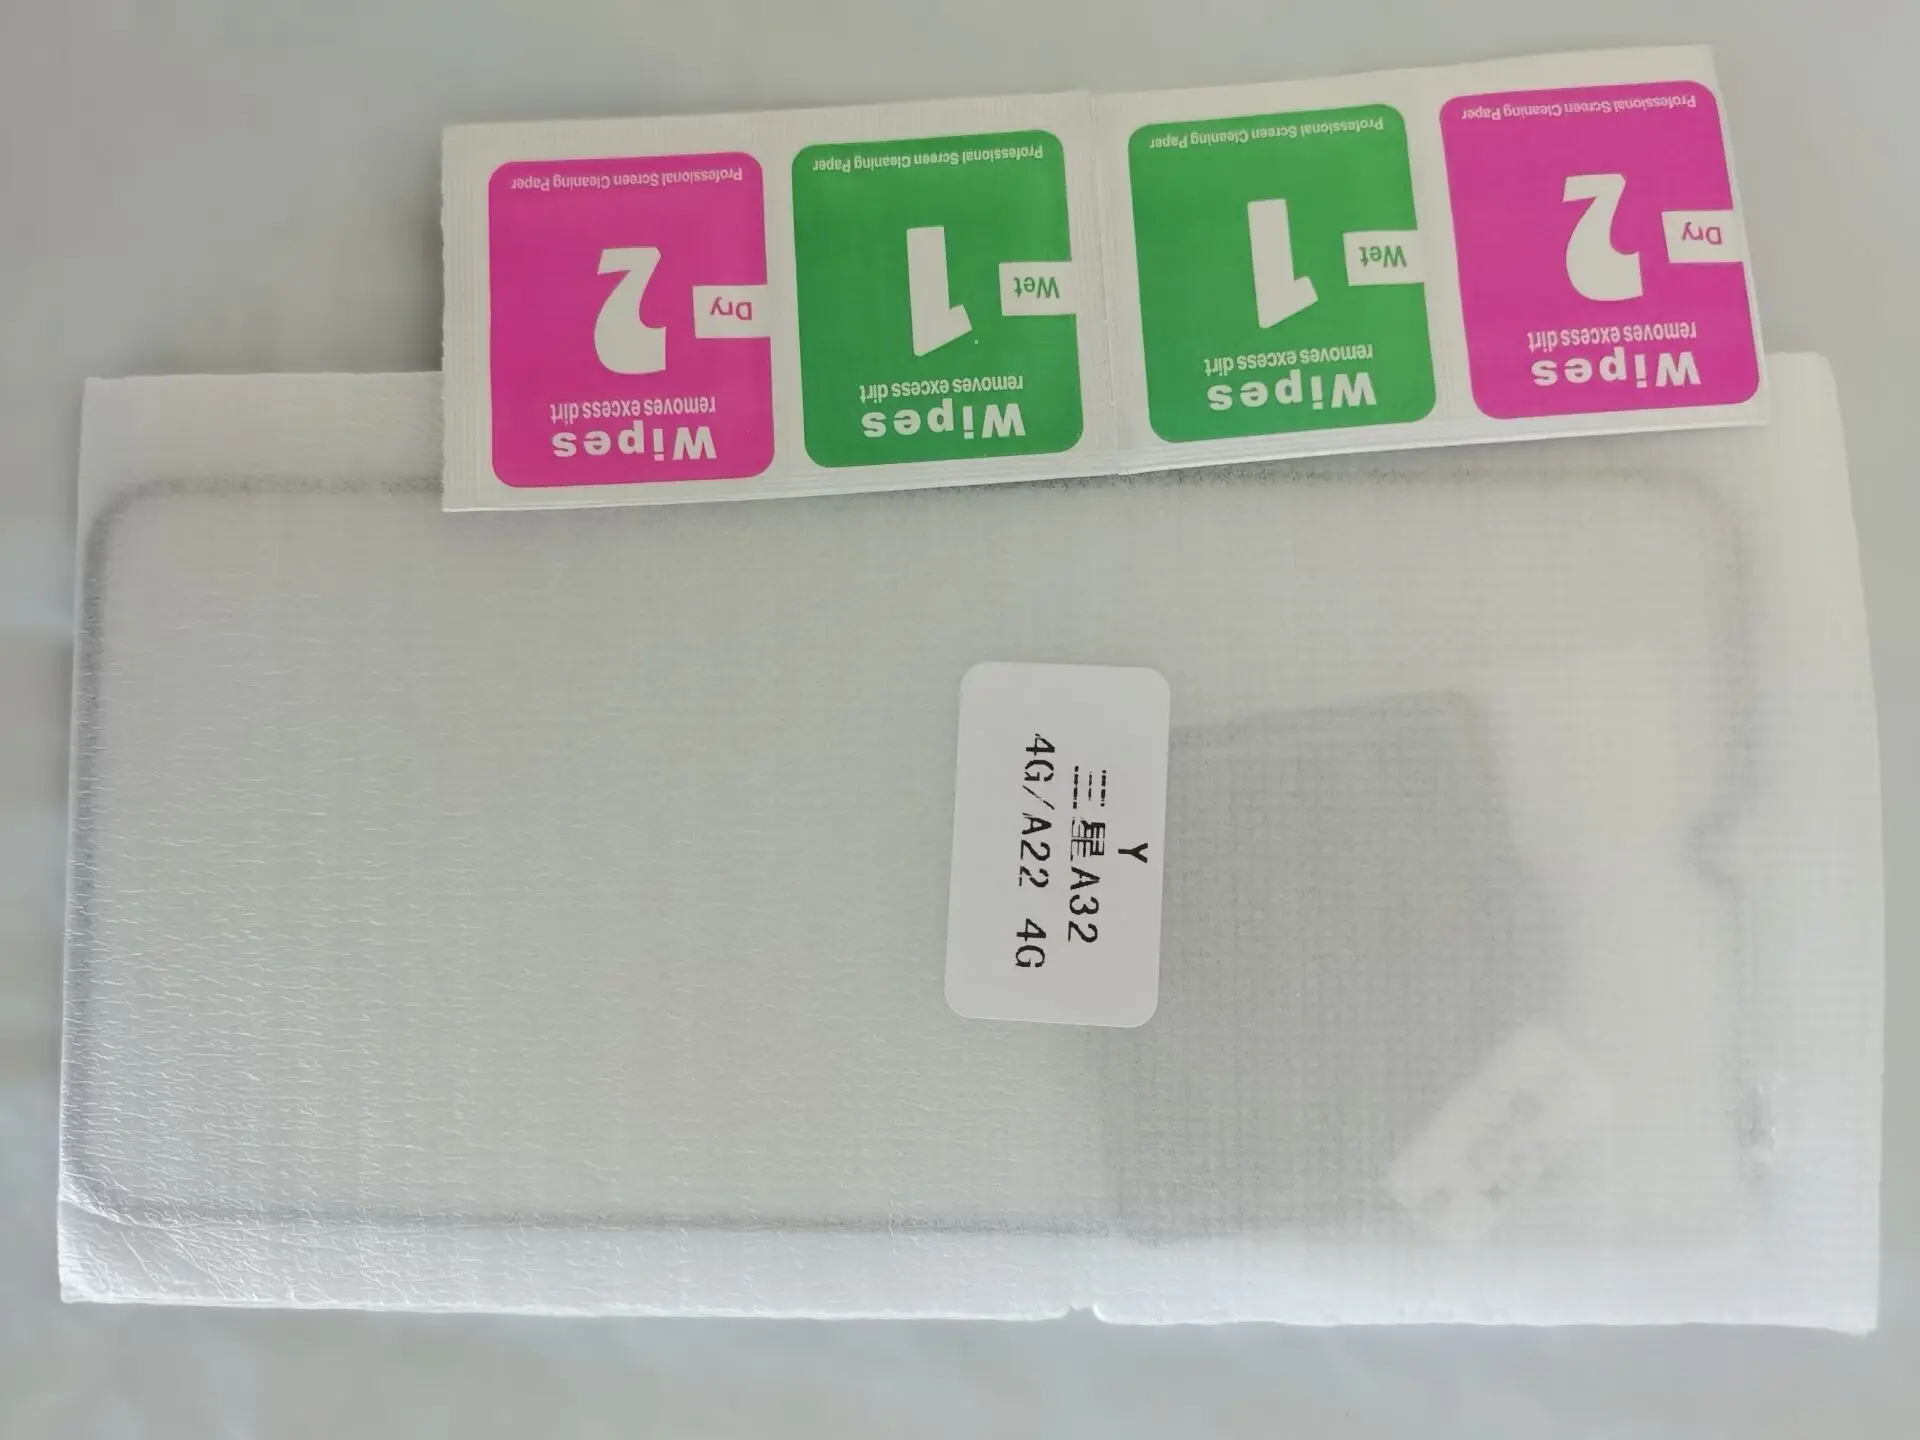 Wipes
removes excess dirt
2
Dry
Professional Screen Cleaning Paper
Wipes
removes excess dirt
1
Wet
Professional Screen Cleaning Paper
Wipes
removes excess dirt
1
Wet
Professional Screen Cleaning Paper
Wipes
removes excess dirt
2
Dry
Professional Screen Cleaning Paper
Y
三星A32
4G/A22 4G